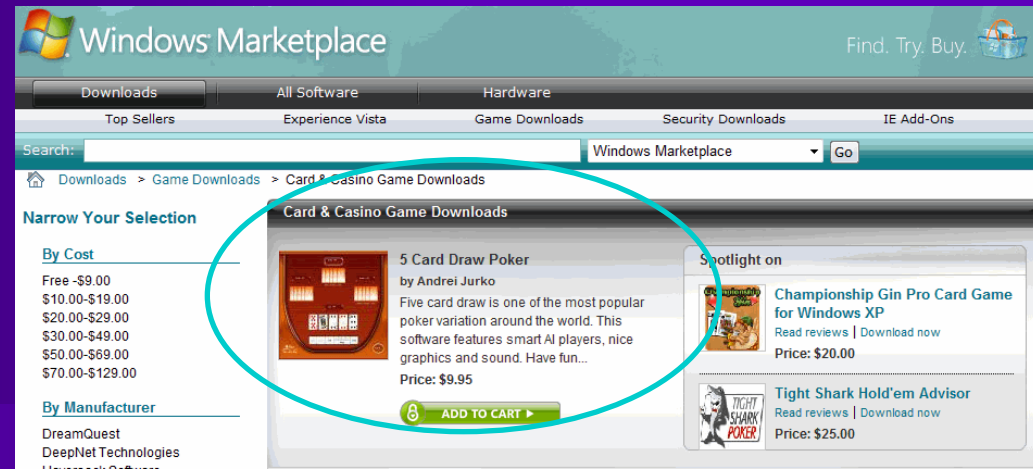 Windows Marketplace
Find. Try. Buy.
Downloads All Software Hardware
Top Sellers Experience Vista Game Downloads Security Downloads IE Add-Ons
Search: Windows Marketplace Go
Downloads > Game Downloads > Card & Casino Game Downloads
Narrow Your Selection
By Cost
Free -$9.00
$10.00-$19.00
$20.00-$29.00
$30.00-$49.00
$50.00-$69.00
$70.00-$129.00
By Manufacturer
DreamQuest
DeepNet Technologies
Card & Casino Game Downloads
5 Card Draw Poker
by Andrei Jurko
Five card draw is one of the most popular
poker variation around the world. This
software features smart AI players, nice
graphics and sound. Have fun...
Price: $9.95
ADD TO CART
Spotlight on
Championship Gin Pro Card Game
for Windows XP
Read reviews | Download now
Price: $20.00
TIGHT
SHARK
POKER
Tight Shark Hold'em Advisor
Read reviews | Download now
Price: $25.00